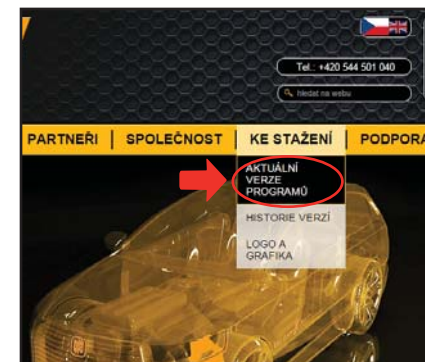 Tel.: +420 544 501 040
hledat na webu
PARTNEŘI | SPOLEČNOST | KE STAŽENÍ | PODPORA
AKTUÁLNÍ
VERZE
PROGRAMŮ
HISTORIE VERZÍ
LOGO A
GRAFIKA